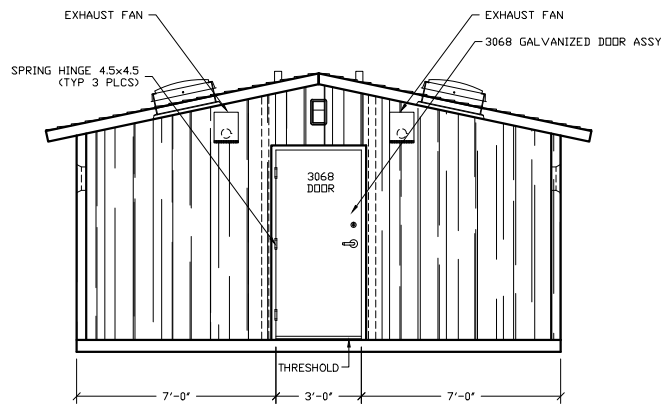 EXHAUST FAN
EXHAUST FAN
3068 GALVANIZED DOOR ASSY
SPRING HINGE 4.5x4.5
(TYP 3 PLCS)
3068
DOOR
THRESHOLD
7'-0"
3'-0"
7'-0"